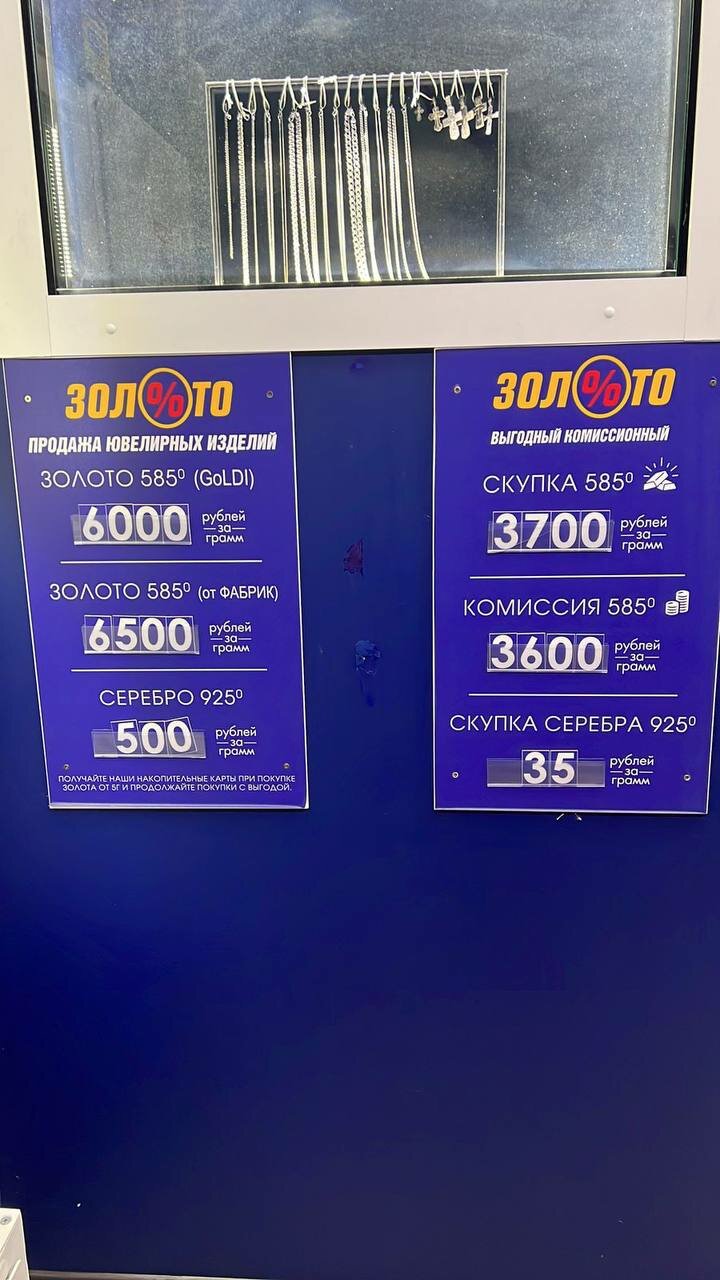 ЗОЛ%ТО
ПРОДАЖА ЮВЕЛИРНЫХ ИЗДЕЛИЙ
ЗОЛОТО 585⁰ (GoLDI)
6000 рублей
за
грамм
ЗОЛОТО 585⁰ (от ФАБРИК)
6500 рублей
за
грамм
СЕРЕБРО 925⁰
500 рублей
за
грамм
ПОЛУЧАЙТЕ НАШИ НАКОПИТЕЛЬНЫЕ КАРТЫ ПРИ ПОКУПКЕ
ЗОЛОТА ОТ 5Г И ПРОДОЛЖАЙТЕ ПОКУПКИ С ВЫГОДОЙ.
ЗОЛ%ТО
ВЫГОДНЫЙ КОМИССИОННЫЙ
СКУПКА 585⁰
3700 рублей
за
грамм
КОМИССИЯ 585⁰
3600 рублей
за
грамм
СКУПКА СЕРЕБРА 925⁰
35 рублей
за
грамм